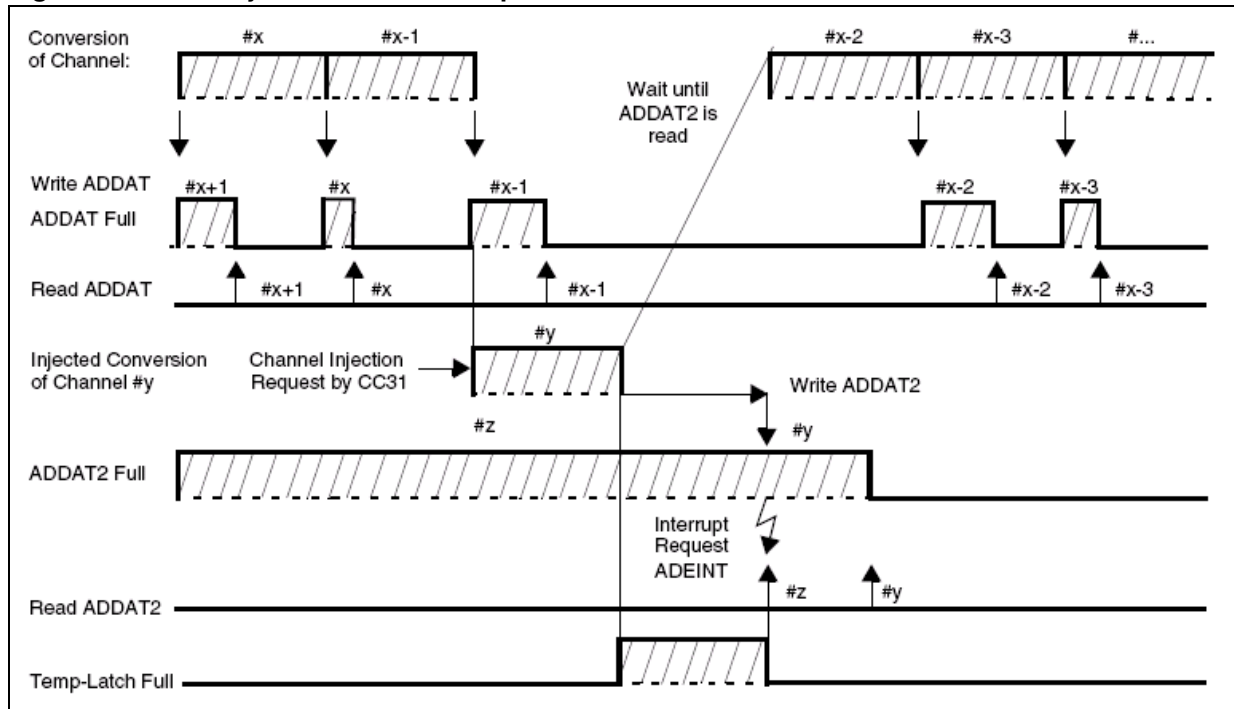 Conversion
of Channel:
#x
#x-1
#x-2
#x-3
#...
Wait until
ADDAT2 is
read
Write ADDAT
ADDAT Full
#x+1
#x
#x-1
#x-2
#x-3
Read ADDAT
#x+1
#x
#x-1
#x-2
#x-3
Injected Conversion
of Channel #y
Channel Injection
Request by CC31
#y
Write ADDAT2
#z
#y
ADDAT2 Full
Interrupt
Request
ADEINT
Read ADDAT2
#z
#y
Temp-Latch Full